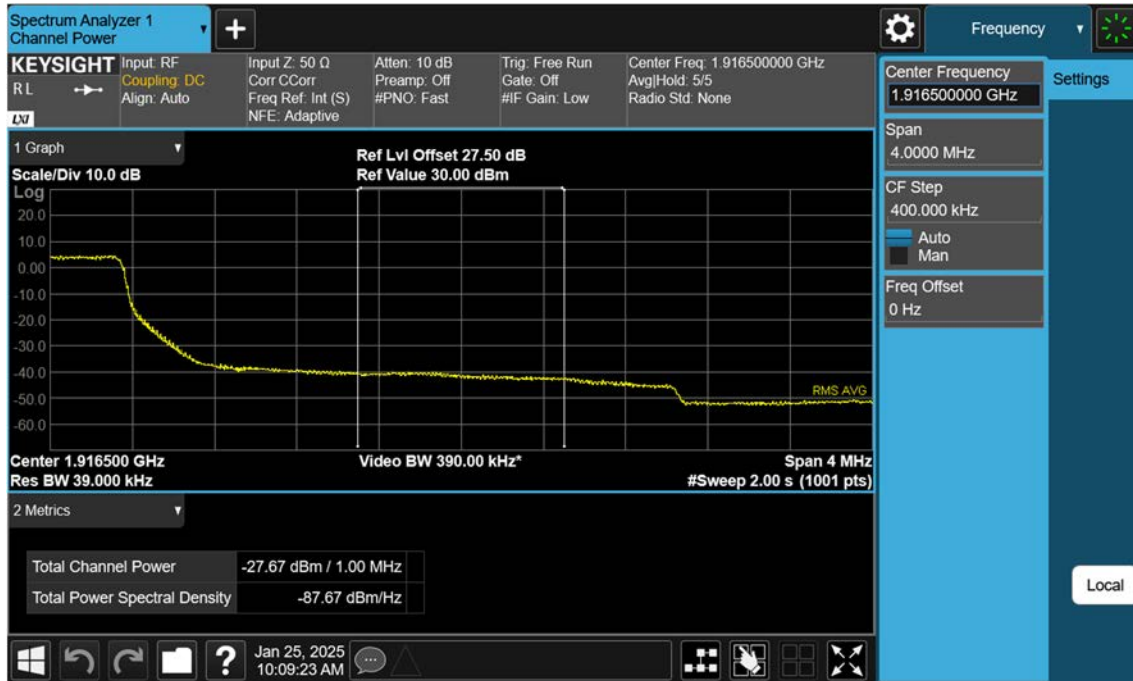 Spectrum Analyzer 1
Channel Power
Frequency
KEYSIGHT
RL
LXI
Input: RF
Coupling: DC
Align: Auto
Input Z: 50 Ω
Corr CCorr
Freq Ref: Int (S)
NFE: Adaptive
Atten: 10 dB
Preamp: Off
#PNO: Fast
Trig: Free Run
Gate: Off
#IF Gain: Low
Center Freq: 1.916500000 GHz
Avg|Hold: 5/5
Radio Std: None
1 Graph
Scale/Div 10.0 dB
Ref Lvl Offset 27.50 dB
Ref Value 30.00 dBm
Log
20.0
10.0
0.00
-10.0
-20.0
-30.0
-40.0
-50.0
-60.0
RMS AVG
Center 1.916500 GHz
Video BW 390.00 kHz*
Span 4 MHz
Res BW 39.000 kHz
#Sweep 2.00 s (1001 pts)
2 Metrics
Total Channel Power -27.67 dBm / 1.00 MHz
Total Power Spectral Density -87.67 dBm/Hz
Jan 25, 2025
10:09:23 AM
Center Frequency
1.916500000 GHz
Settings
Span
4.0000 MHz
CF Step
400.000 kHz
Auto
Man
Freq Offset
0 Hz
Local